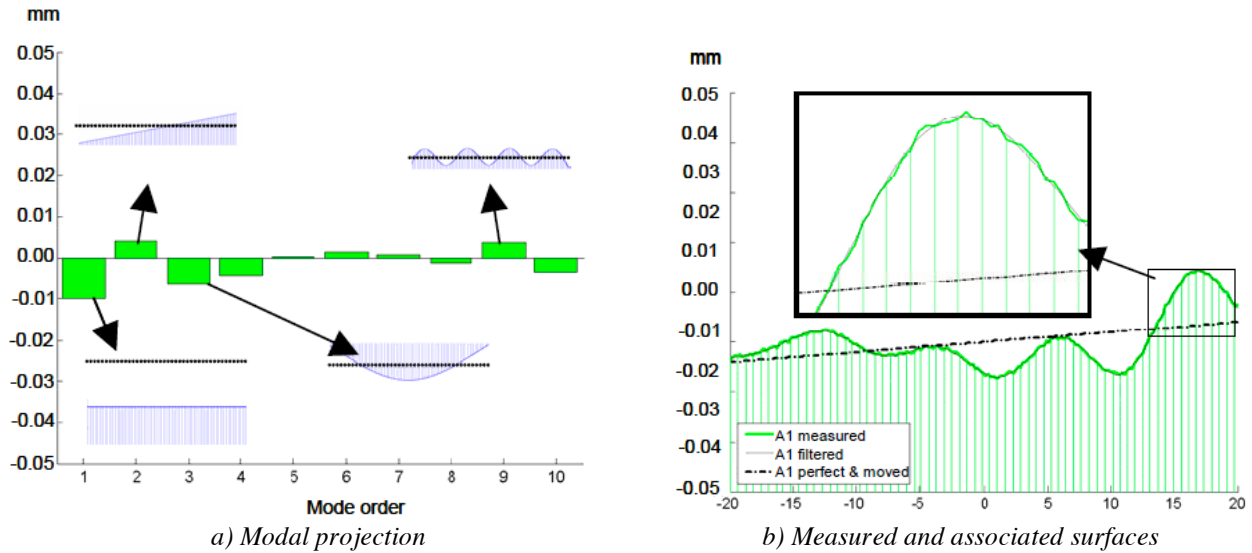 mm
0.05
0.04
0.03
0.02
0.01
0.00
-0.01
-0.02
-0.03
-0.04
-0.05
1 2 3 4 5 6 7 8 9 10
Mode order
a) Modal projection
mm
0.05
0.04
0.03
0.02
0.01
0.00
-0.01
-0.02
-0.03
-0.04
-0.05
A1 measured
A1 filtered
A1 perfect & moved
-20 -15 -10 -5 0 5 10 15 20
b) Measured and associated surfaces